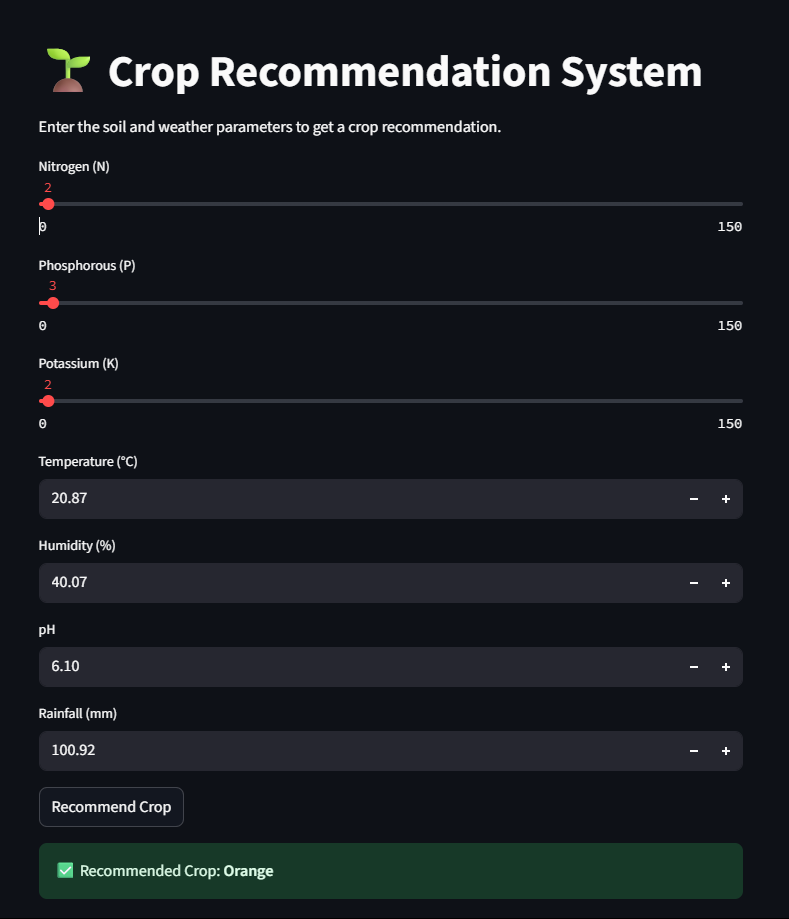 Crop Recommendation System
Enter the soil and weather parameters to get a crop recommendation.
Nitrogen (N)
2
0 150
Phosphorous (P)
3
0 150
Potassium (K)
2
0 150
Temperature (°C)
20.87 − +
Humidity (%)
40.07 − +
pH
6.10 − +
Rainfall (mm)
100.92 − +
Recommend Crop
✅ Recommended Crop: Orange